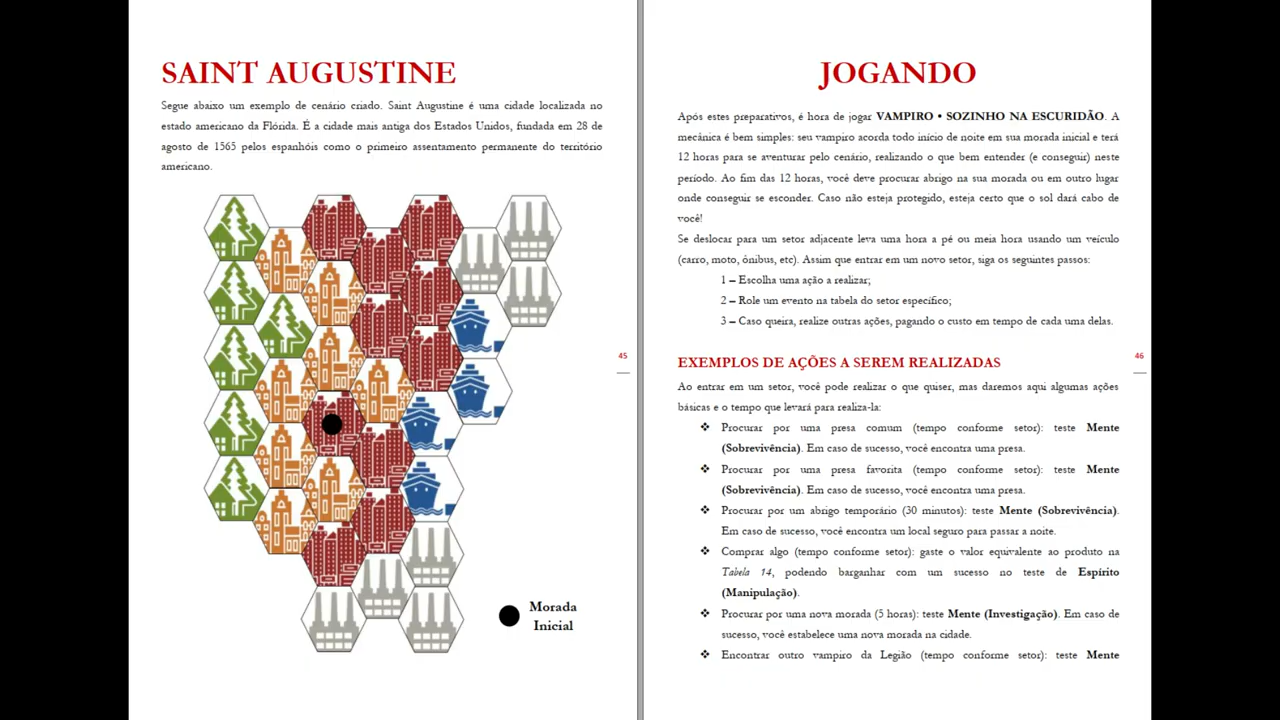 SAINT AUGUSTINE
Segue abaixo um exemplo de cenário criado. Saint Augustine é uma cidade localizada no
estado americano da Flórida. É a cidade mais antiga dos Estados Unidos, fundada em 28 de
agosto de 1565 pelos espanhóis como o primeiro assentamento permanente do território
americano.
Morada
Inicial
45
JOGANDO
Após estes preparativos, é hora de jogar VAMPIRO • SOZINHO NA ESCURIDÃO. A
mecânica é bem simples: seu vampiro acorda todo início de noite em sua morada inicial e terá
12 horas para se aventurar pelo cenário, realizando o que bem entender (e conseguir) neste
período. Ao fim das 12 horas, você deve procurar abrigo na sua morada ou em outro lugar
onde conseguir se esconder. Caso não esteja protegido, esteja certo que o sol dará cabo de
você!
Se deslocar para um setor adjacente leva uma hora a pé ou meia hora usando um veículo
(carro, moto, ônibus, etc). Assim que entrar em um novo setor, siga os seguintes passos:
1 – Escolha uma ação a realizar;
2 – Role um evento na tabela do setor específico;
3 – Caso queira, realize outras ações, pagando o custo em tempo de cada uma delas.
EXEMPLOS DE AÇÕES A SEREM REALIZADAS
Ao entrar em um setor, você pode realizar o que quiser, mas daremos aqui algumas ações
básicas e o tempo que levará para realiza-la:
❖ Procurar por uma presa comum (tempo conforme setor): teste Mente
(Sobrevivência). Em caso de sucesso, você encontra uma presa.
❖ Procurar por uma presa favorita (tempo conforme setor): teste Mente
(Sobrevivência). Em caso de sucesso, você encontra uma presa.
❖ Procurar por um abrigo temporário (30 minutos): teste Mente (Sobrevivência).
Em caso de sucesso, você encontra um local seguro para passar a noite.
❖ Comprar algo (tempo conforme setor): gaste o valor equivalente ao produto na
Tabela 14, podendo barganhar com um sucesso no teste de Espírito
(Manipulação).
❖ Procurar por uma nova morada (5 horas): teste Mente (Investigação). Em caso de
sucesso, você estabelece uma nova morada na cidade.
❖ Encontrar outro vampiro da Legião (tempo conforme setor): teste Mente
46